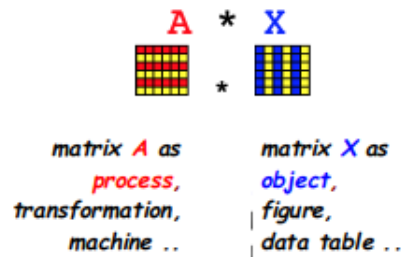 A * X
*
matrix A as
process,
transformation,
machine ..
matrix X as
object,
figure,
data table ..